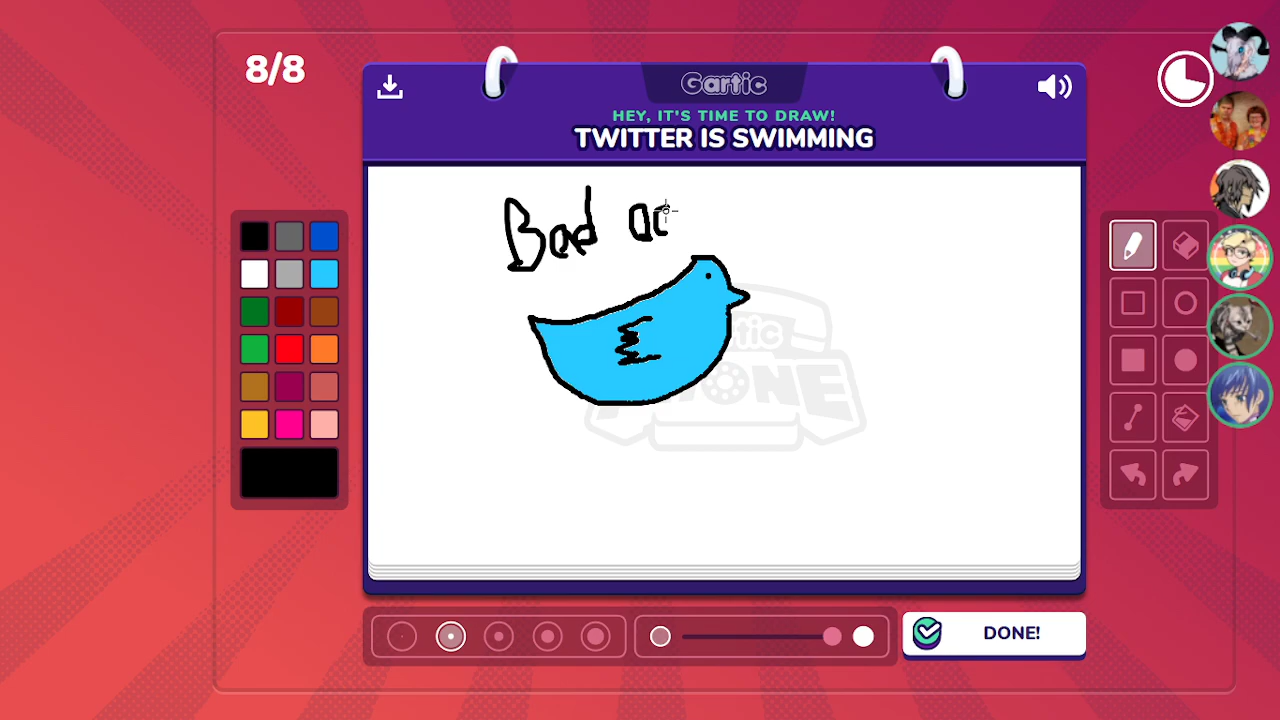 8/8
Gartic
HEY, IT'S TIME TO DRAW!
TWITTER IS SWIMMING
Bad
DONE!